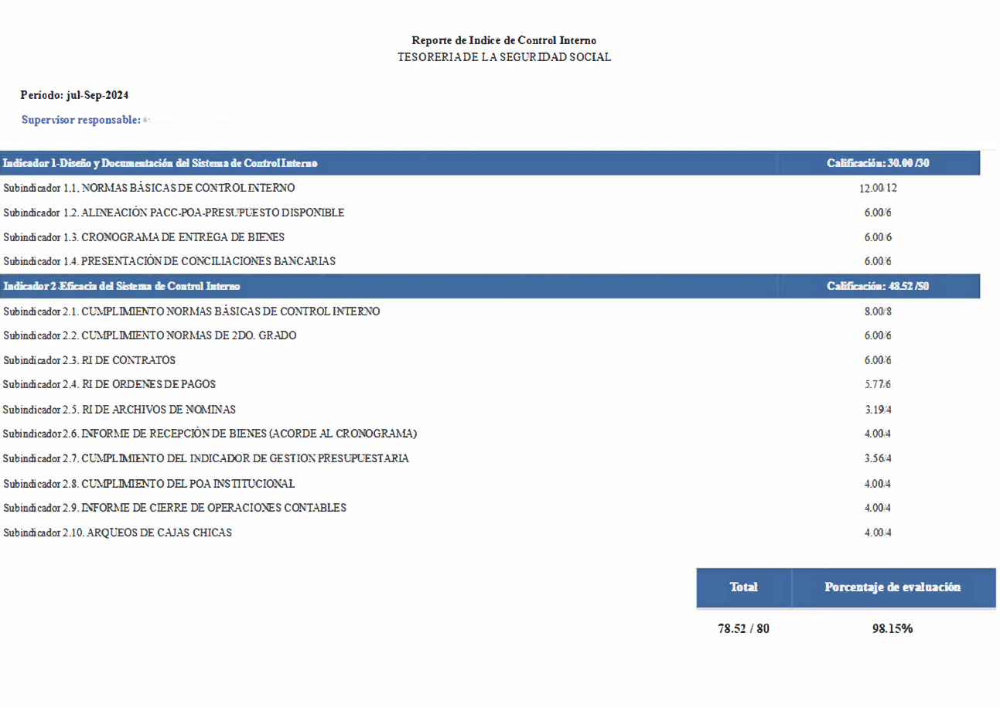 Reporte de Indice de Control Interno
TESORERIA DE LA SEGURIDAD SOCIAL
Período: jul-Sep-2024
Supervisor responsable:
Indicador 1-Diseño y Documentación del Sistema de Control Interno Calificación: 30.00 /30
Subindicador 1.1. NORMAS BÁSICAS DE CONTROL INTERNO 12.00/12
Subindicador 1.2. ALINEACIÓN PACC-POA-PRESUPUESTO DISPONIBLE 6.00/6
Subindicador 1.3. CRONOGRAMA DE ENTREGA DE BIENES 6.00/6
Subindicador 1.4. PRESENTACIÓN DE CONCILIACIONES BANCARIAS 6.00/6
Indicador 2-Eficacia del Sistema de Control Interno Calificación: 48.52 /50
Subindicador 2.1. CUMPLIMIENTO NORMAS BÁSICAS DE CONTROL INTERNO 8.00/8
Subindicador 2.2. CUMPLIMIENTO NORMAS DE 2DO. GRADO 6.00/6
Subindicador 2.3. RI DE CONTRATOS 6.00/6
Subindicador 2.4. RI DE ORDENES DE PAGOS 5.77/6
Subindicador 2.5. RI DE ARCHIVOS DE NOMINAS 3.19/4
Subindicador 2.6. INFORME DE RECEPCIÓN DE BIENES (ACORDE AL CRONOGRAMA) 4.00/4
Subindicador 2.7. CUMPLIMIENTO DEL INDICADOR DE GESTION PRESUPUESTARIA 3.56/4
Subindicador 2.8. CUMPLIMIENTO DEL POA INSTITUCIONAL 4.00/4
Subindicador 2.9. INFORME DE CIERRE DE OPERACIONES CONTABLES 4.00/4
Subindicador 2.10. ARQUEOS DE CAJAS CHICAS 4.00/4
Total Porcentaje de evaluación
78.52 / 80 98.15%